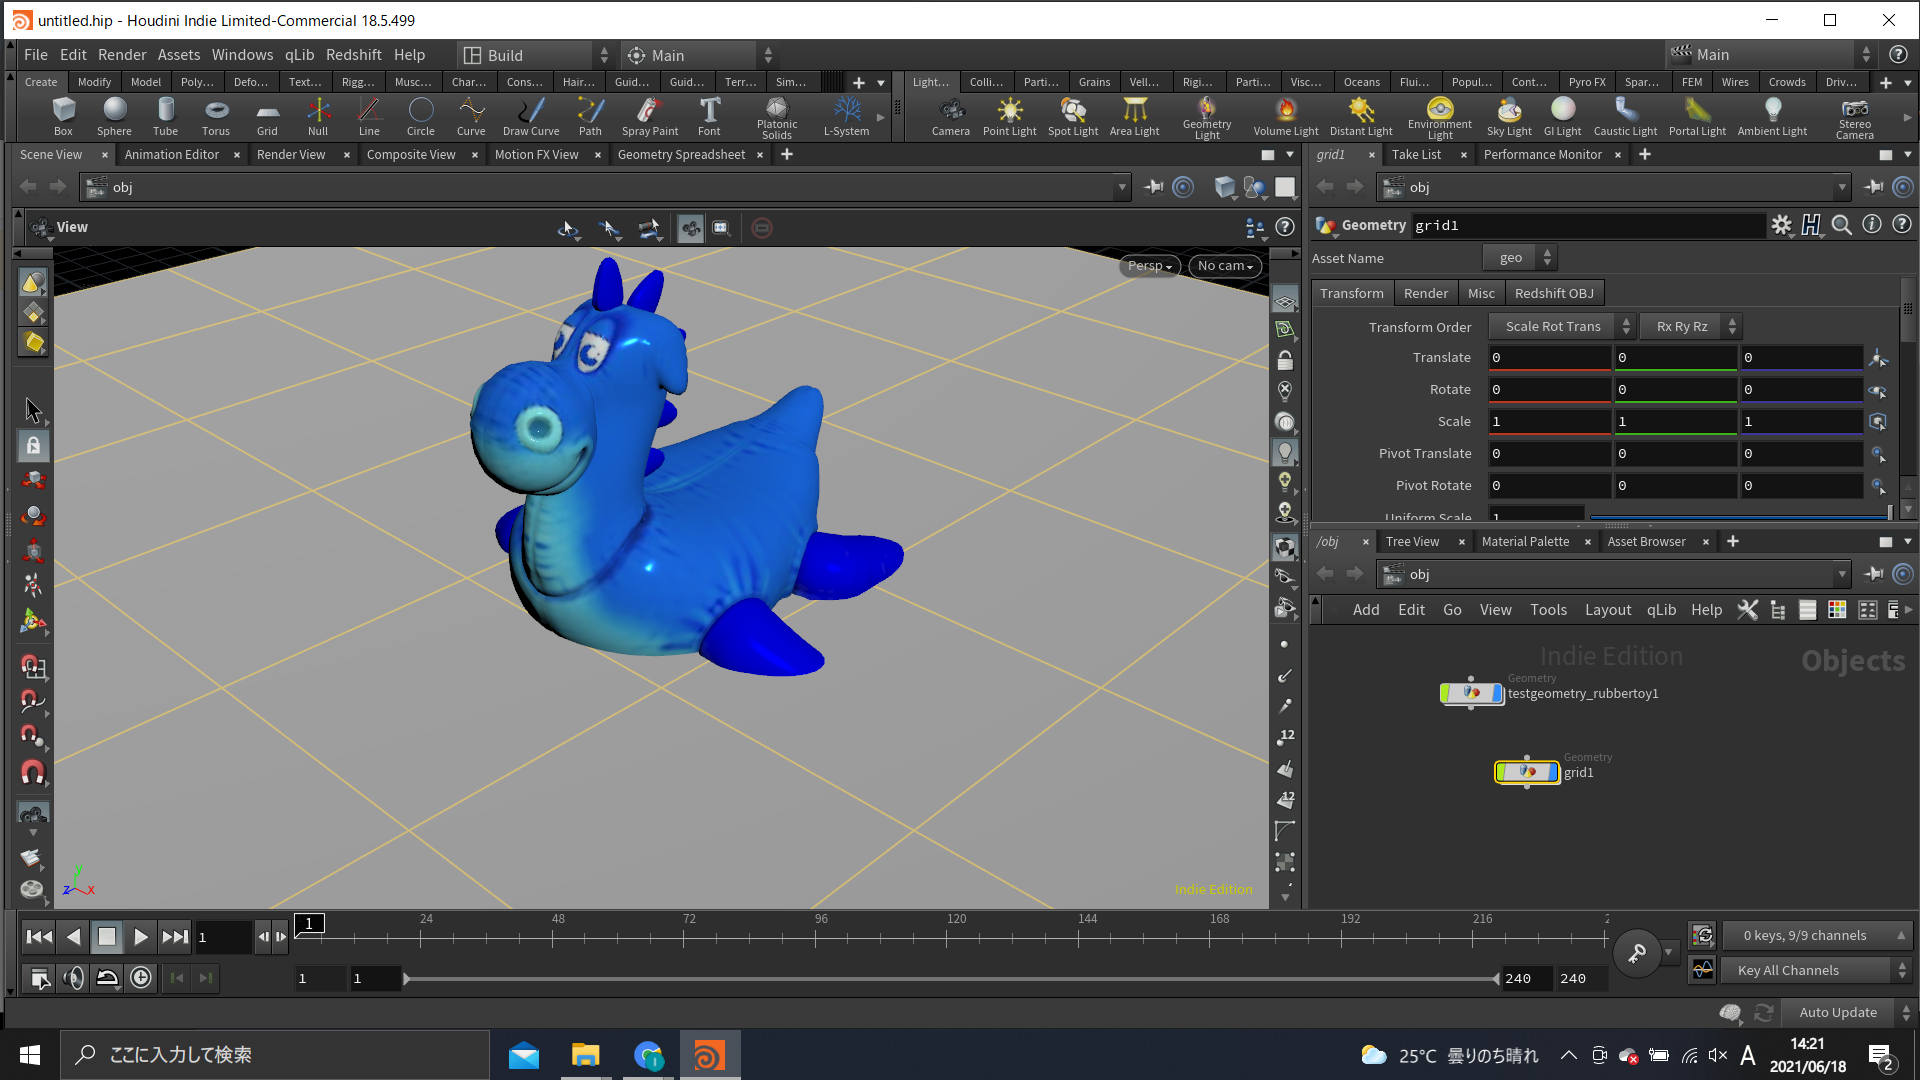 untitled.hip - Houdini Indie Limited-Commercial 18.5.499
File Edit Render Assets Windows qLib Redshift Help
Build
Main
Main
Create Modify Model Poly... Defo... Text... Rigg... Musc... Char... Cons... Hair... Guid... Guid... Terr... Sim...
Light... Colli... Parti... Grains Vell... Rigi... Parti... Visc... Oceans Flui... Popul... Cont... Pyro FX Spar... FEM Wires Crowds Driv...
Box Sphere Tube Torus Grid Null Line Circle Curve Draw Curve Path Spray Paint Font Platonic Solids L-System
Camera Point Light Spot Light Area Light Geometry Light Volume Light Distant Light Environment Light Sky Light GI Light Caustic Light Portal Light Ambient Light Stereo Camera
Scene View Animation Editor Render View Composite View Motion FX View Geometry Spreadsheet
grid1 Take List Performance Monitor
obj
obj
View
Persp
No cam
Geometry grid1
Asset Name geo
Transform Render Misc Redshift OBJ
Transform Order Scale Rot Trans Rx Ry Rz
Translate 0 0 0
Rotate 0 0 0
Scale 1 1 1
Pivot Translate 0 0 0
Pivot Rotate 0 0 0
Uniform Scale 1
/obj Tree View Material Palette Asset Browser
obj
Add Edit Go View Tools Layout qLib Help
Indie Edition
Objects
Geometry
testgeometry_rubbertoy1
Geometry
grid1
12
12
y
z x
Indie Edition
1
1 24 48 72 96 120 144 168 192 216
1 1 240 240
0 keys, 9/9 channels
Key All Channels
Auto Update
ここに入力して検索
25°C 曇りのち晴れ
A
14:21
2021/06/18
2